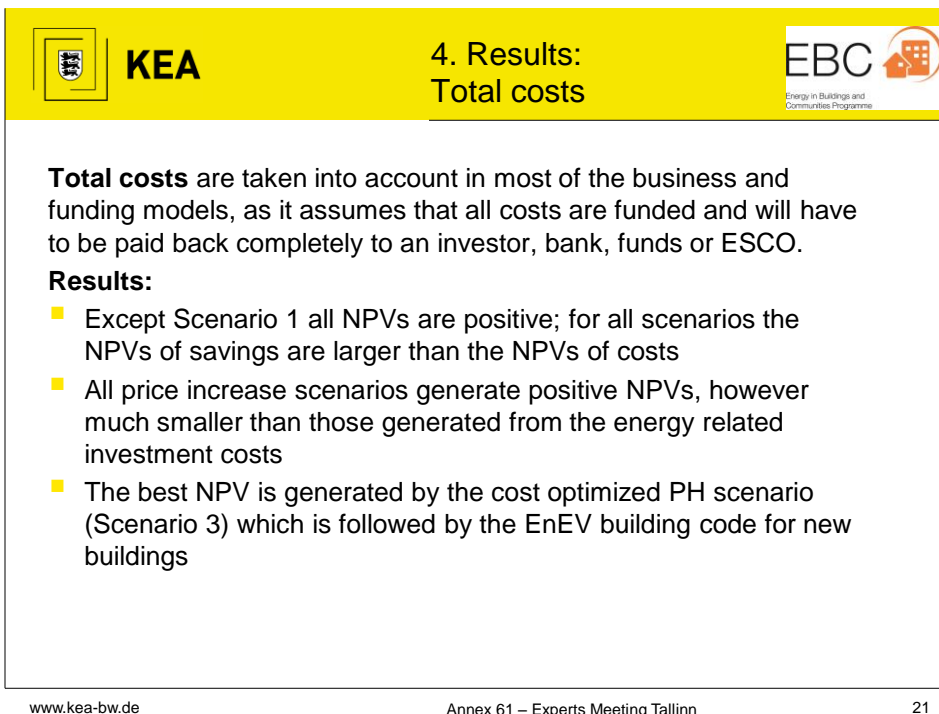 KEA
4. Results:
Total costs
EBC
Energy in Buildings and
Communities Programme
Total costs are taken into account in most of the business and
funding models, as it assumes that all costs are funded and will have
to be paid back completely to an investor, bank, funds or ESCO.
Results:
Except Scenario 1 all NPVs are positive; for all scenarios the
NPVs of savings are larger than the NPVs of costs
All price increase scenarios generate positive NPVs, however
much smaller than those generated from the energy related
investment costs
The best NPV is generated by the cost optimized PH scenario
(Scenario 3) which is followed by the EnEV building code for new
buildings
www.kea-bw.de
Annex 61 – Experts Meeting Tallinn
21